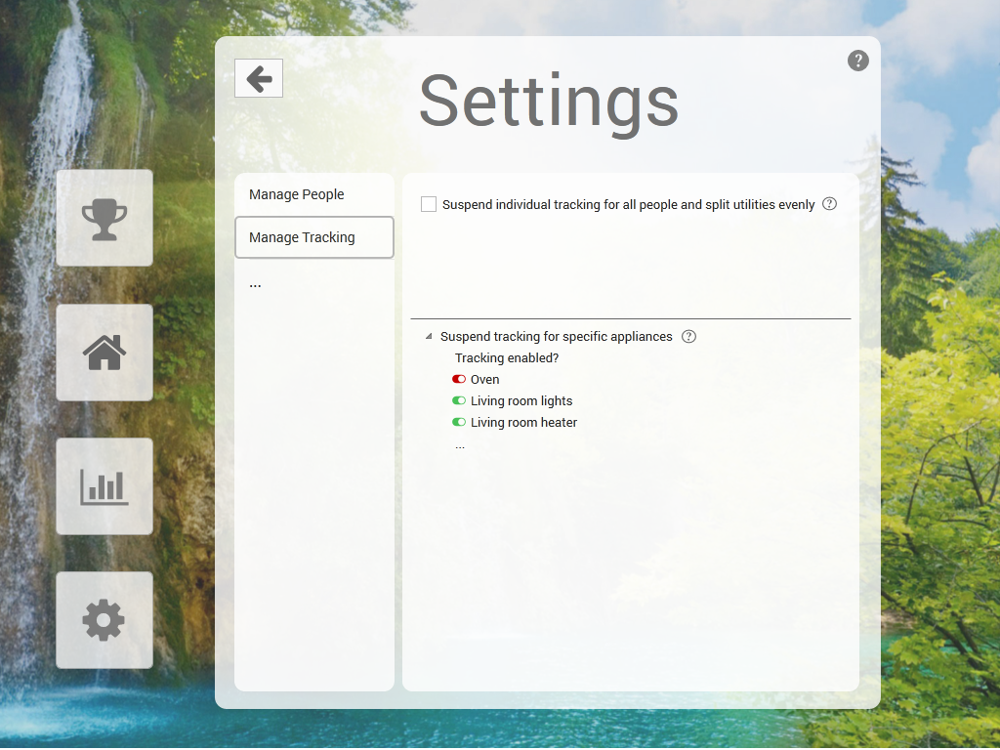 ?
Settings
Manage People
Manage Tracking
...
Suspend individual tracking for all people and split utilities evenly ?
Suspend tracking for specific appliances ?
Tracking enabled?
Oven
Living room lights
Living room heater
...